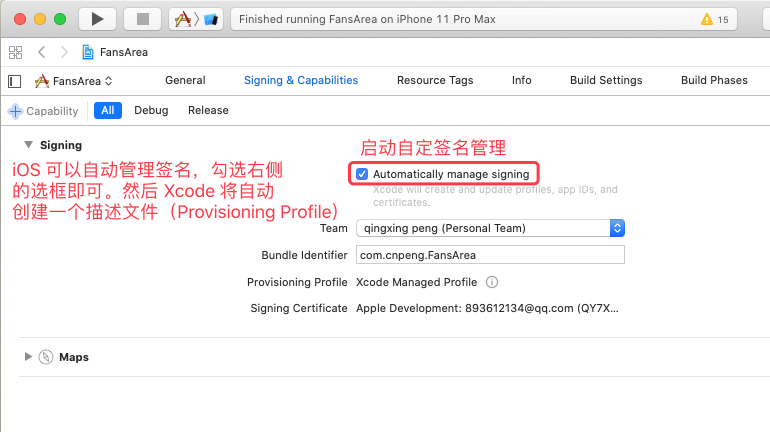 Finished running FansArea on iPhone 11 Pro Max
15
FansArea
FansArea General Signing & Capabilities Resource Tags Info Build Settings Build Phases
Capability All Debug Release
Signing
启动自定签名管理
iOS 可以自动管理签名，勾选右侧
的选框即可。然后 Xcode 将自动
创建一个描述文件（Provisioning Profile）
Automatically manage signing
Xcode will create and update profiles, app IDs, and
certificates.
Team qingxing peng (Personal Team)
Bundle Identifier com.cnpeng.FansArea
Provisioning Profile Xcode Managed Profile
Signing Certificate Apple Development: 893612134@qq.com (QY7X...
Maps